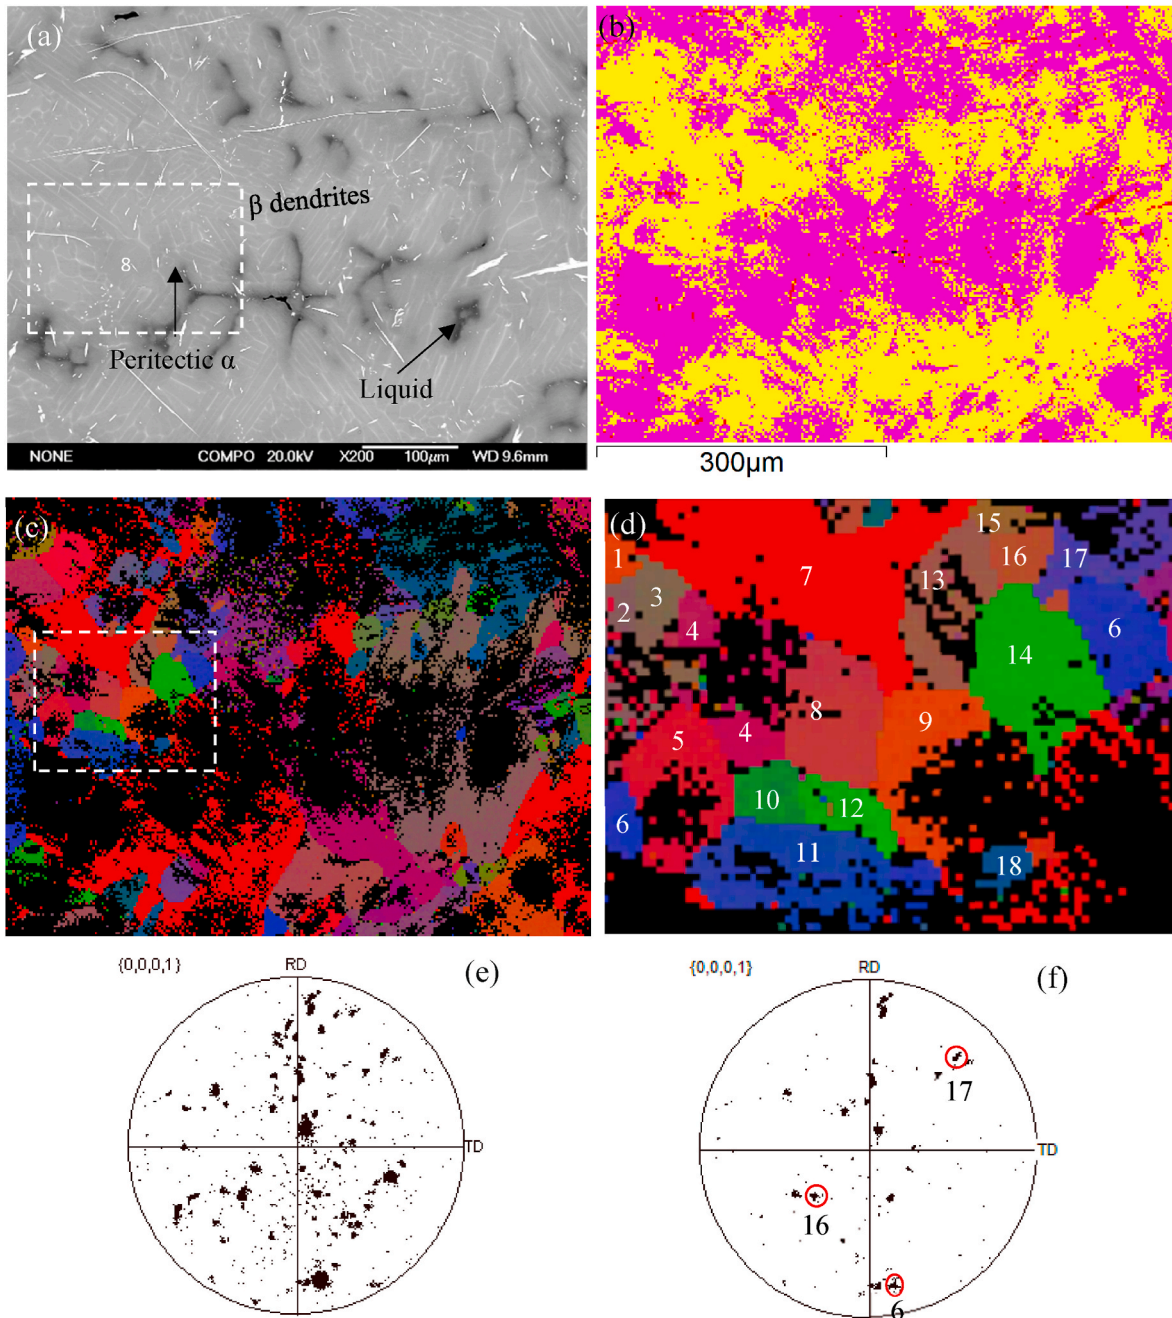 (a)
β dendrites
8
Peritectic α
Liquid
NONE COMPO 20.0kV X200 100µm WD 9.6mm
(b)
300µm
(c)
(d)
15
1 16 17
7
13
2 3
4 6
14
8
5 4 9
10 12
6
11
18
{0,0,0,1} RD (e)
TD
{0,0,0,1} RD (f)
17
TD
16
6